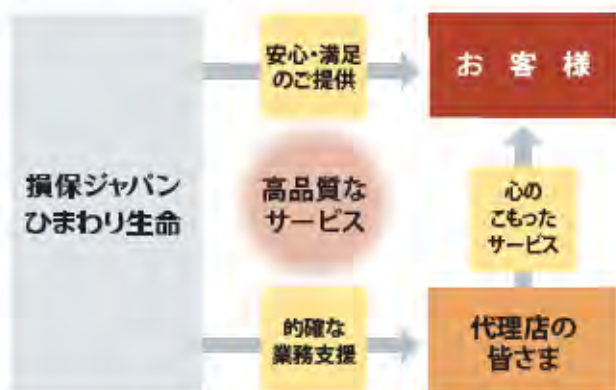 安心・満足
のご提供
お客様
損保ジャパン
ひまわり生命
高品質な
サービス
心の
こもった
サービス
的確な
業務支援
代理店の
皆さま